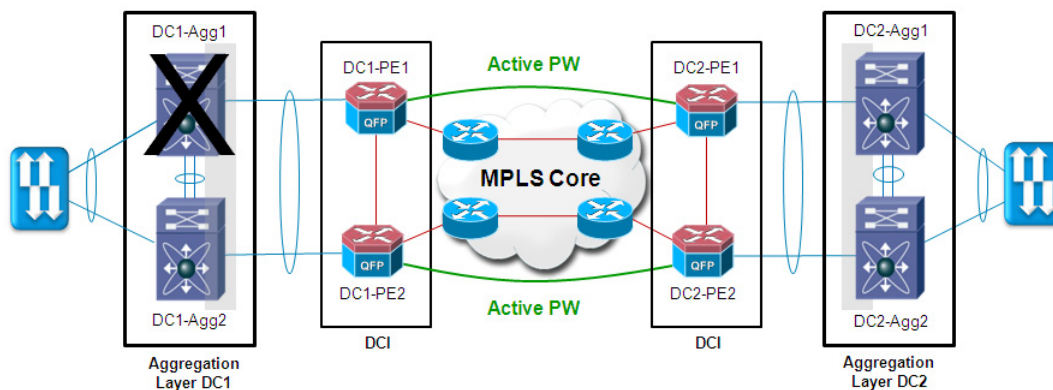 DC1-Agg1
DC2-Agg1
DC1-PE1
Active PW
DC2-PE1
QFP
QFP
MPLS Core
QFP
QFP
DC1-PE2
Active PW
DC2-PE2
DC1-Agg2
DC2-Agg2
DCI
DCI
Aggregation
Layer DC1
Aggregation
Layer DC2